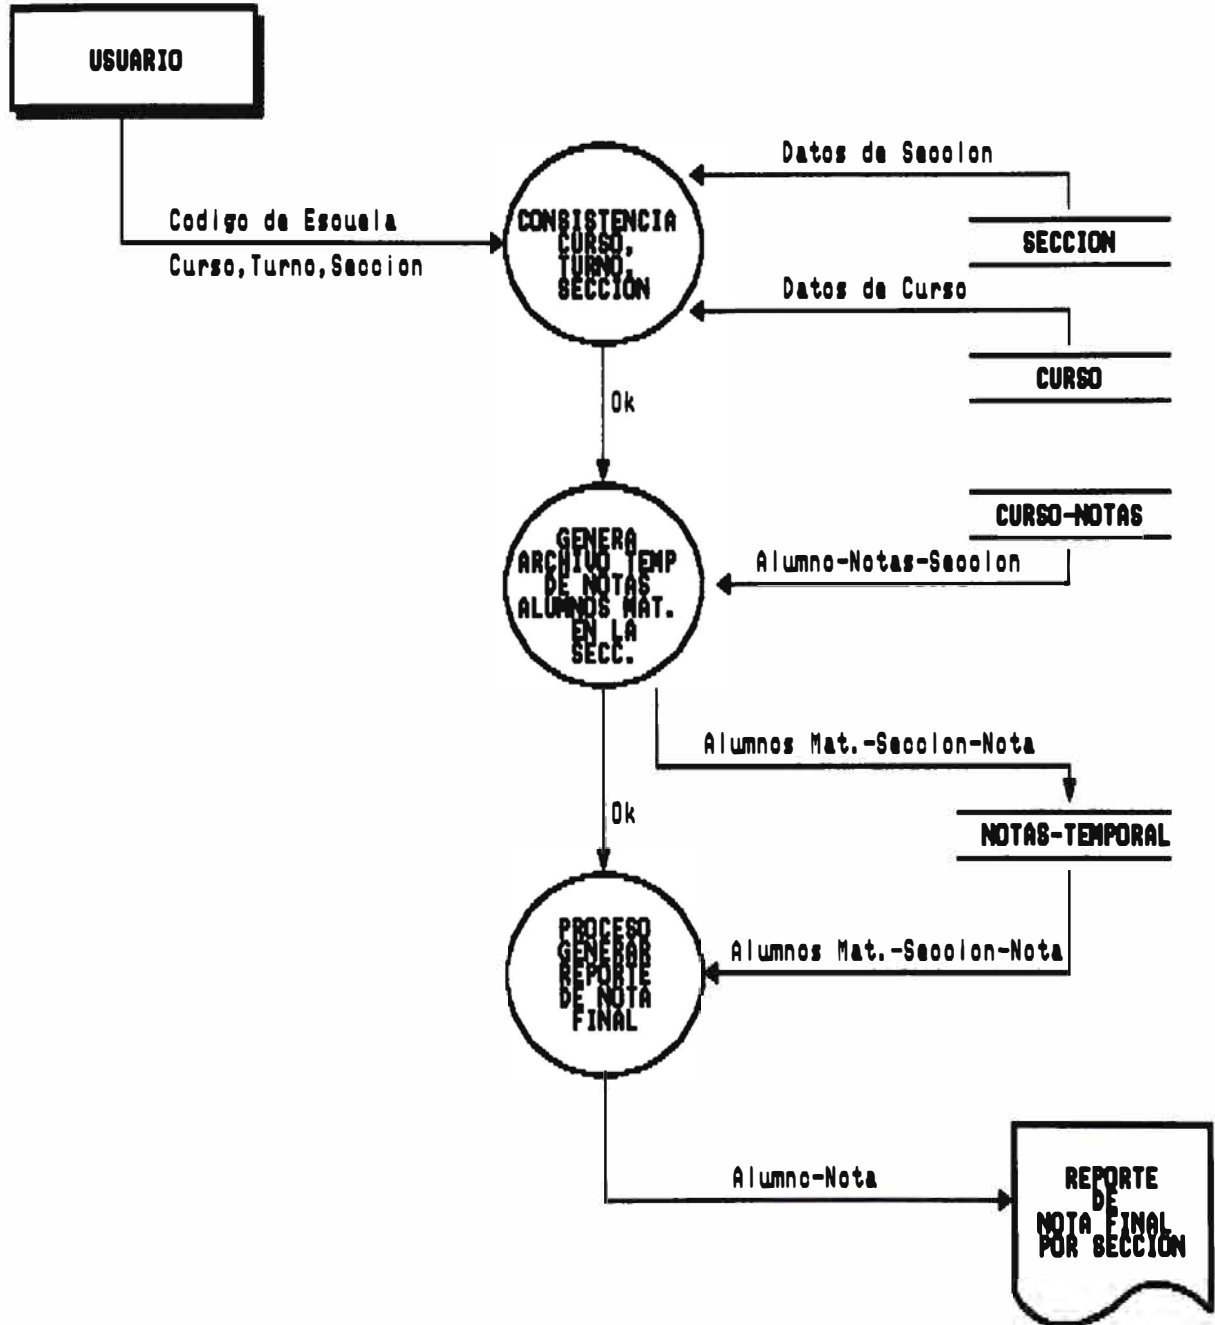 USUARIO
Datos de Seccion
Codigo de Escuela
Curso,Turno,Seccion
CONSISTENCIA
CURSO,
TURNO,
SECCIÓN
SECCION
Datos de Curso
CURSO
Ok
CURSO-NOTAS
GENERA
ARCHIVO TEMP
DE NOTAS
ALUMNOS MAT.
EN LA
SECC.
Alumno-Notas-Seccion
Alumnos Mat.-Seccion-Nota
Ok
NOTAS-TEMPORAL
PROCESO
GENERAR
REPORTE
DE NOTA
FINAL
Alumnos Mat.-Seccion-Nota
Alumno-Nota
REPORTE
DE
NOTA FINAL
POR SECCIÓN